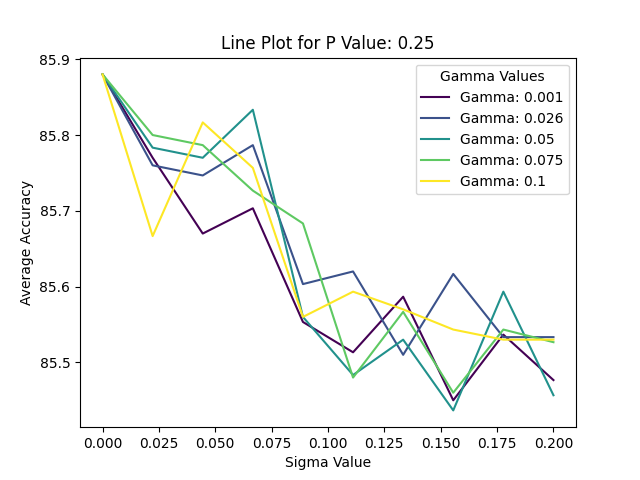 Line Plot for P Value: 0.25
Gamma Values
Gamma: 0.001
Gamma: 0.026
Gamma: 0.05
Gamma: 0.075
Gamma: 0.1
Average Accuracy
85.9
85.8
85.7
85.6
85.5
0.000 0.025 0.050 0.075 0.100 0.125 0.150 0.175 0.200
Sigma Value